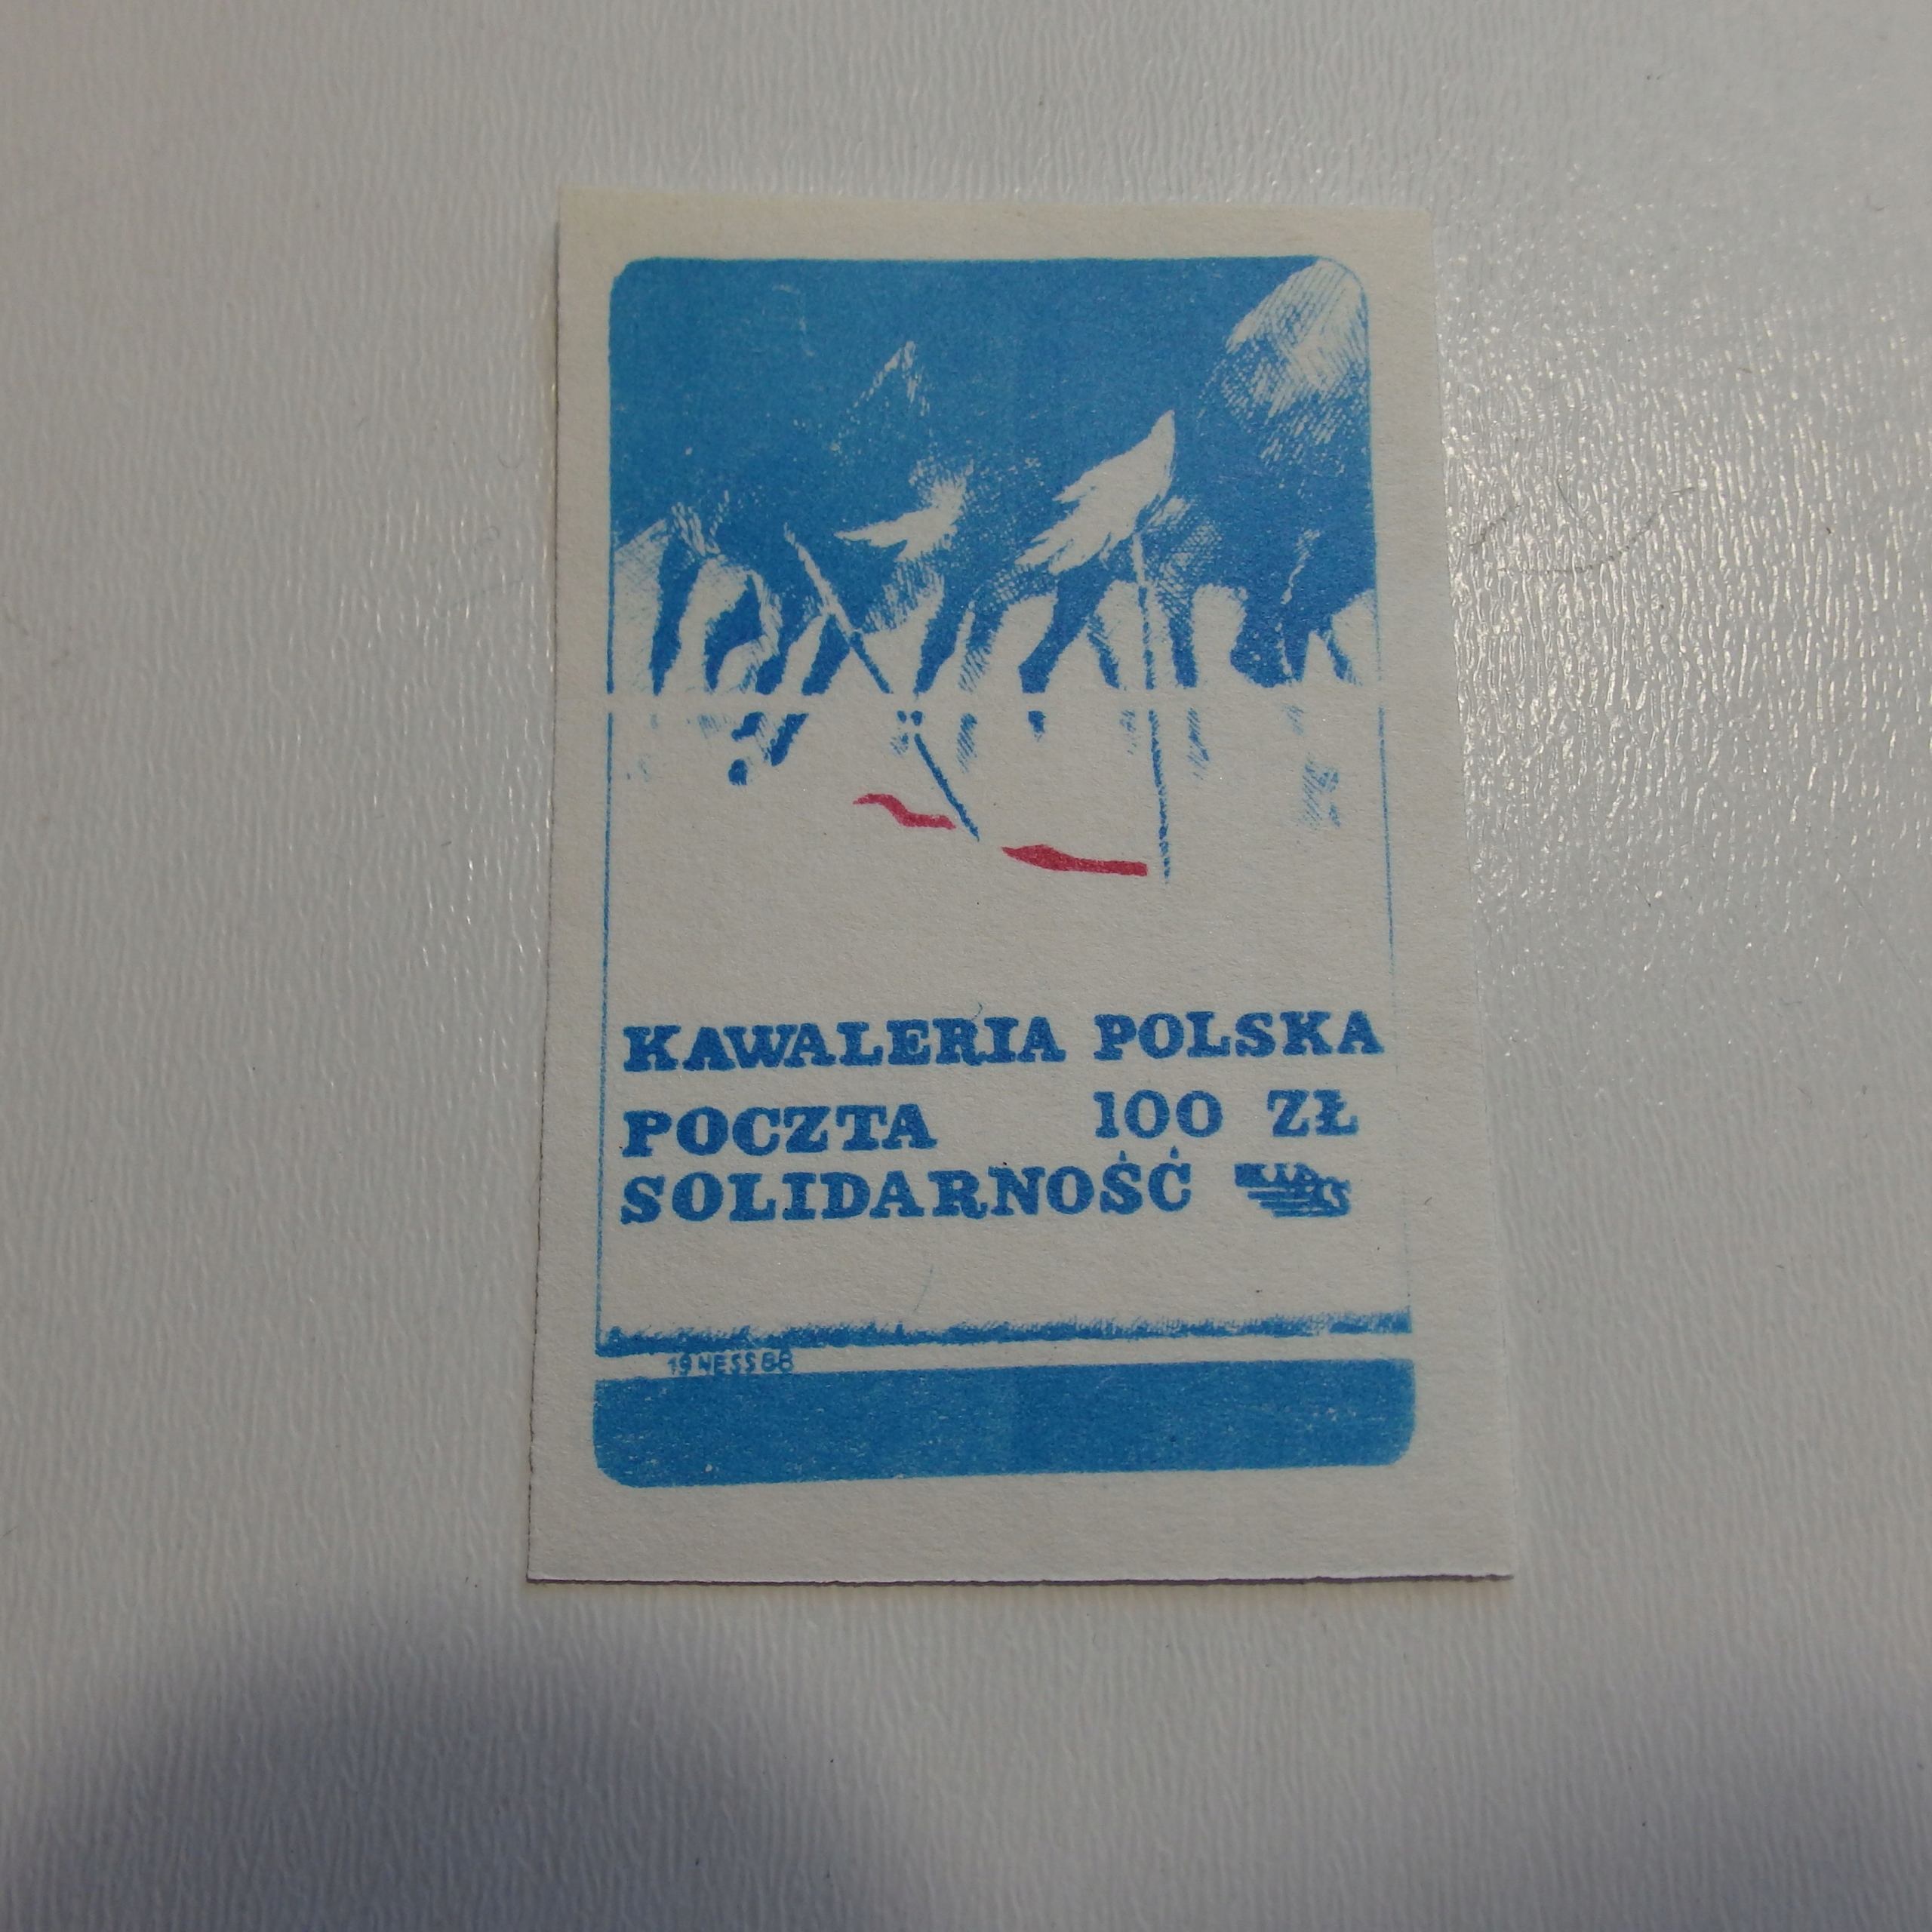 KAWALERIA POLSKA
POCZTA 100 ZŁ
SOLIDARNOŚĆ
19 NESS 88